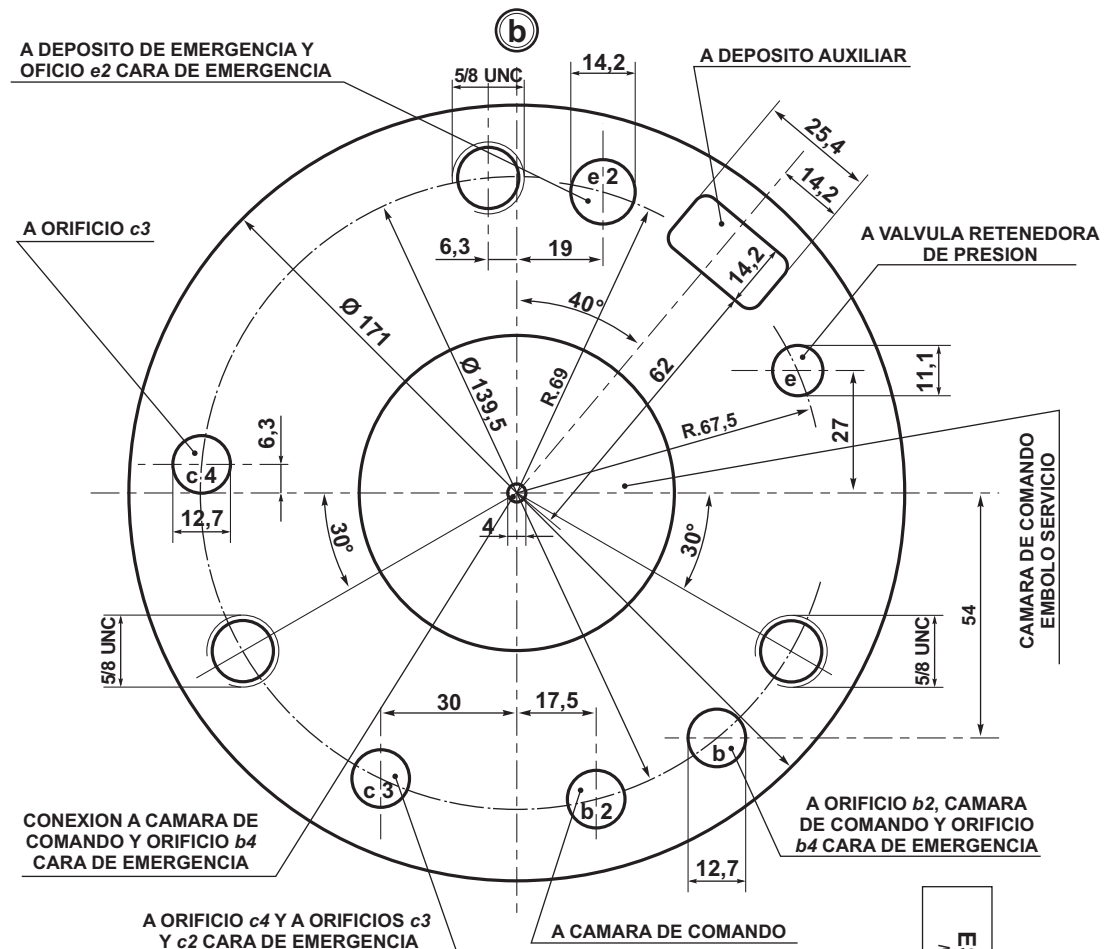 b
A DEPOSITO DE EMERGENCIA Y
OFICIO e2 CARA DE EMERGENCIA
5/8 UNC
14,2
A DEPOSITO AUXILIAR
25,4
14,2
e 2
A ORIFICIO c3
A VALVULA RETENEDORA
DE PRESION
6,3
19
14,2
40°
Ø 171
Ø 139,5
R.69
62
e
11,1
6,3
R.67,5
27
c 4
12,7
4
30°
30°
CAMARA DE COMANDO
EMBOLO SERVICIO
54
5/8 UNC
5/8 UNC
30
17,5
b
c 3
b 2
CONEXION A CAMARA DE
COMANDO Y ORIFICIO b4
CARA DE EMERGENCIA
A ORIFICIO b2, CAMARA
DE COMANDO Y ORIFICIO
b4 CARA DE EMERGENCIA
12,7
A ORIFICIO c4 Y A ORIFICIOS c3
Y c2 CARA DE EMERGENCIA
A CAMARA DE COMANDO